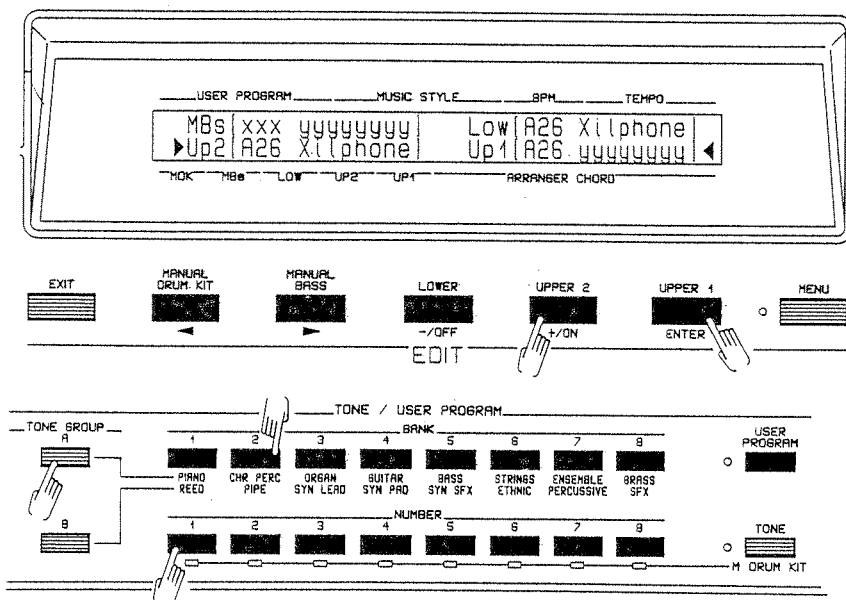 USER PROGRAM MUSIC STYLE BPM TEMPO
MBs xxx yyyyyyyy Low A26 Xilphone
Up2 A26 Xilphone Up1 A26 yyyyyyyy
MDK MBs LOW UP2 UP1 ARRANGER CHORD
EXIT MANUAL DRUM KIT MANUAL BASS LOWER UPPER 2 UPPER 1 MENU
-/OFF +/ON ENTER
EDIT
TONE / USER PROGRAM
TONE GROUP BANK USER PROGRAM
A 1 2 3 4 5 6 7 8
PIANO CHR PERC ORGAN GUITAR BASS STRINGS ENSEMBLE BRASS
REED PIPE SYN LEAD SYN PAD SYN SFX ETHNIC PERCUSSIVE SFX
NUMBER
B 1 2 3 4 5 6 7 8 TONE
M DRUM KIT